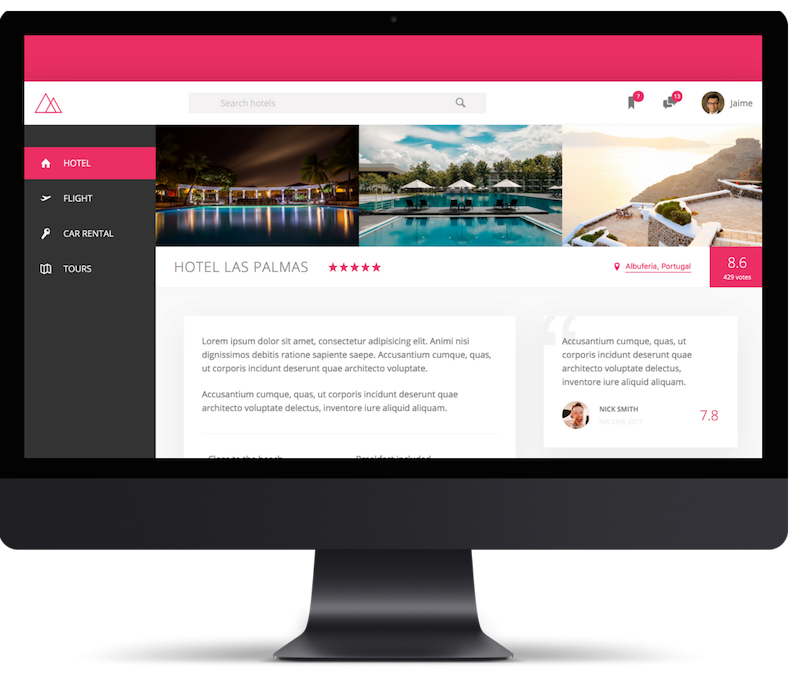 Search hotels
7
13
Jaime
HOTEL
FLIGHT
CAR RENTAL
TOURS
HOTEL LAS PALMAS
Albuferia, Portugal
8.6
429 votes
Lorem ipsum dolor sit amet, consectetur adipisicing elit. Animi nisi
dignissimos debitis ratione sapiente saepe. Accusantium cumque, quas,
ut corporis incidunt deserunt quae architecto voluptate.
Accusantium cumque, quas, ut corporis incidunt deserunt quae
architecto voluptate delectus, inventore iure aliquid aliquam.
“
Accusantium cumque, quas, ut
corporis incidunt deserunt quae
architecto voluptate delectus,
inventore iure aliquid aliquam.
NICK SMITH
Feb 23rd, 2017
7.8
Close to the beach
Breakfast included